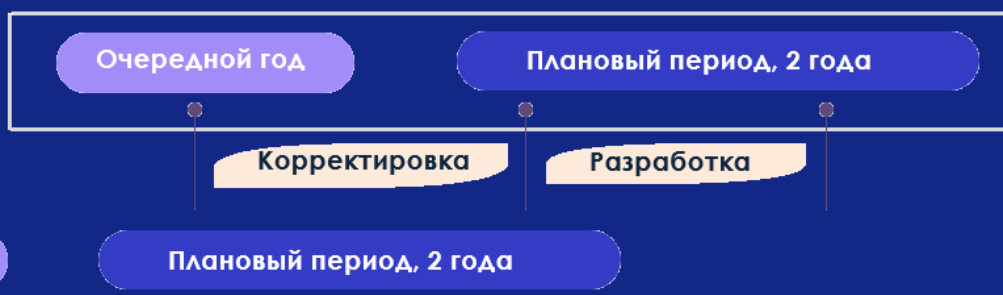 Очередной год
Плановый период, 2 года
Корректировка
Разработка
Плановый период, 2 года